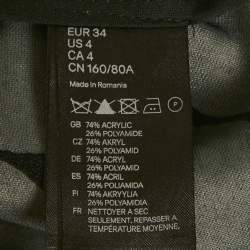 EUR 34
US 4
CA 4
CN 160/80A
Made in Romania
P
GB 74% ACRYLIC
26% POLYAMIDE
CZ 74% AKRYL
26% POLYAMID
DE 74% ACRYL
26% POLYAMID
ES 74% ACRIL
26% POLIAMIDA
FI 74% AKRYYLIA
26% POLYAMIDIA
FR NETTOYER A SEC
SEULEMENT, REPASSER A
TEMPÉRATURE MOYENNE.